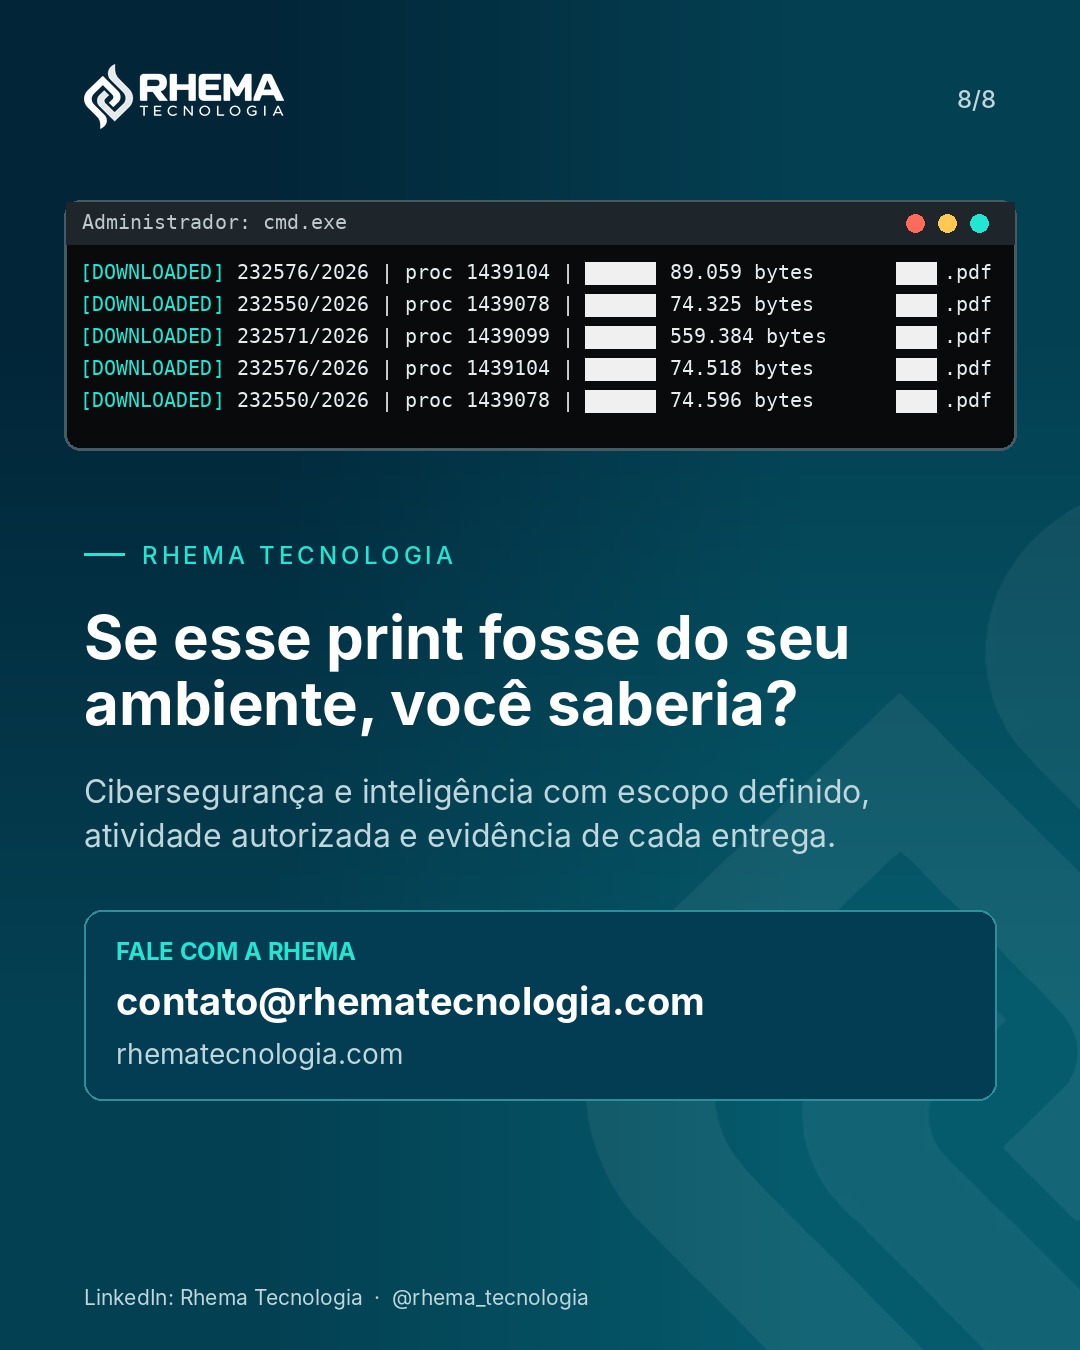 RHEMA
TECNOLOGIA
8/8
Administrador: cmd.exe
[DOWNLOADED] 232576/2026 | proc 1439104 | 89.059 bytes .pdf
[DOWNLOADED] 232550/2026 | proc 1439078 | 74.325 bytes .pdf
[DOWNLOADED] 232571/2026 | proc 1439099 | 559.384 bytes .pdf
[DOWNLOADED] 232576/2026 | proc 1439104 | 74.518 bytes .pdf
[DOWNLOADED] 232550/2026 | proc 1439078 | 74.596 bytes .pdf
RHEMA TECNOLOGIA
Se esse print fosse do seu
ambiente, você saberia?
Cibersegurança e inteligência com escopo definido,
atividade autorizada e evidência de cada entrega.
FALE COM A RHEMA
contato@rhematecnologia.com
rhematecnologia.com
LinkedIn: Rhema Tecnologia · @rhema_tecnologia